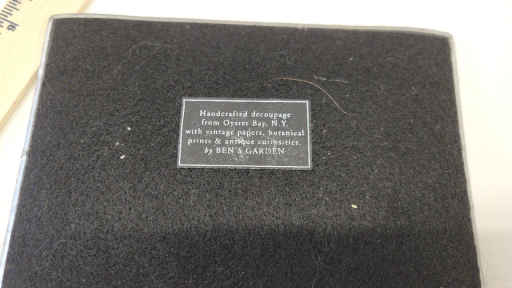 Handcrafted decoupage
from Oyster Bay, N.Y.
with vintage papers, botanical
prints & antique curiosities.
by BEN'S GARDEN